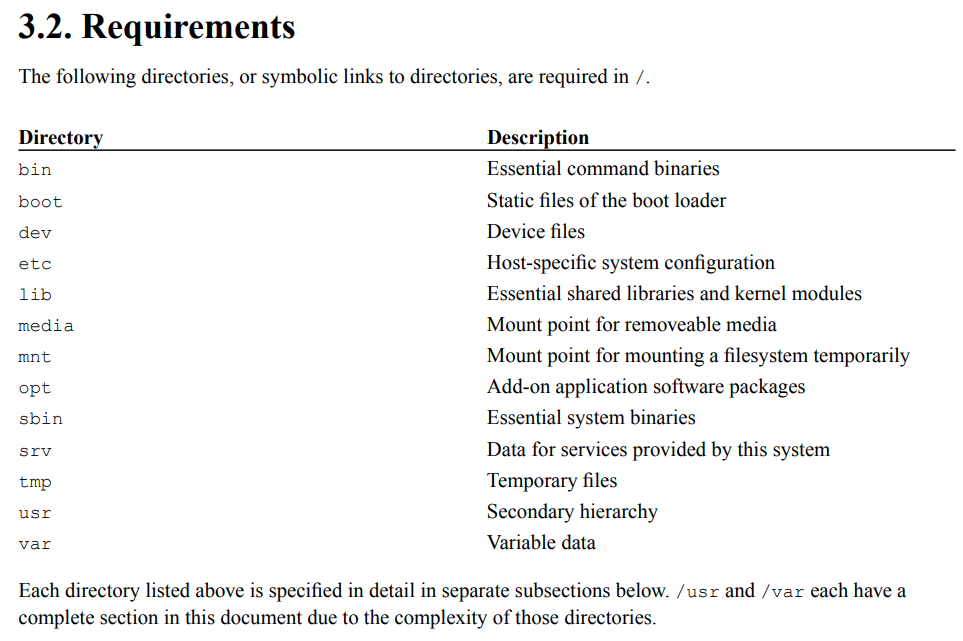 3.2. Requirements
The following directories, or symbolic links to directories, are required in /.
Directory Description
bin Essential command binaries
boot Static files of the boot loader
dev Device files
etc Host-specific system configuration
lib Essential shared libraries and kernel modules
media Mount point for removeable media
mnt Mount point for mounting a filesystem temporarily
opt Add-on application software packages
sbin Essential system binaries
srv Data for services provided by this system
tmp Temporary files
usr Secondary hierarchy
var Variable data
Each directory listed above is specified in detail in separate subsections below. /usr and /var each have a
complete section in this document due to the complexity of those directories.